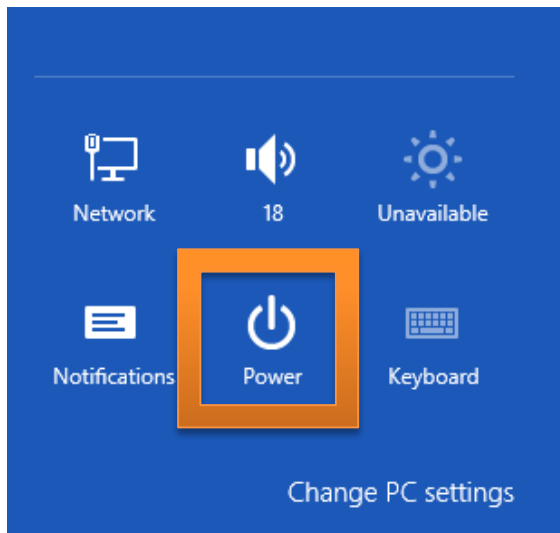 Network 18 Unavailable
Notifications Power Keyboard
Change PC settings